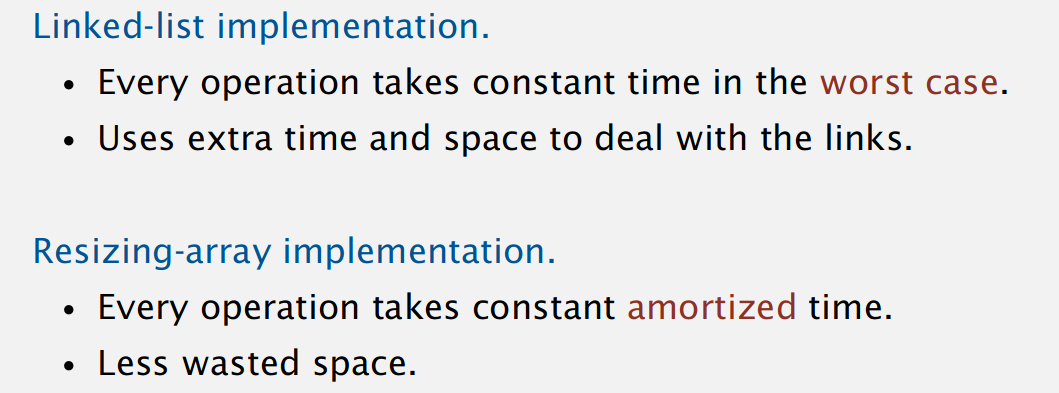 Linked-list implementation.
• Every operation takes constant time in the worst case.
• Uses extra time and space to deal with the links.
Resizing-array implementation.
• Every operation takes constant amortized time.
• Less wasted space.